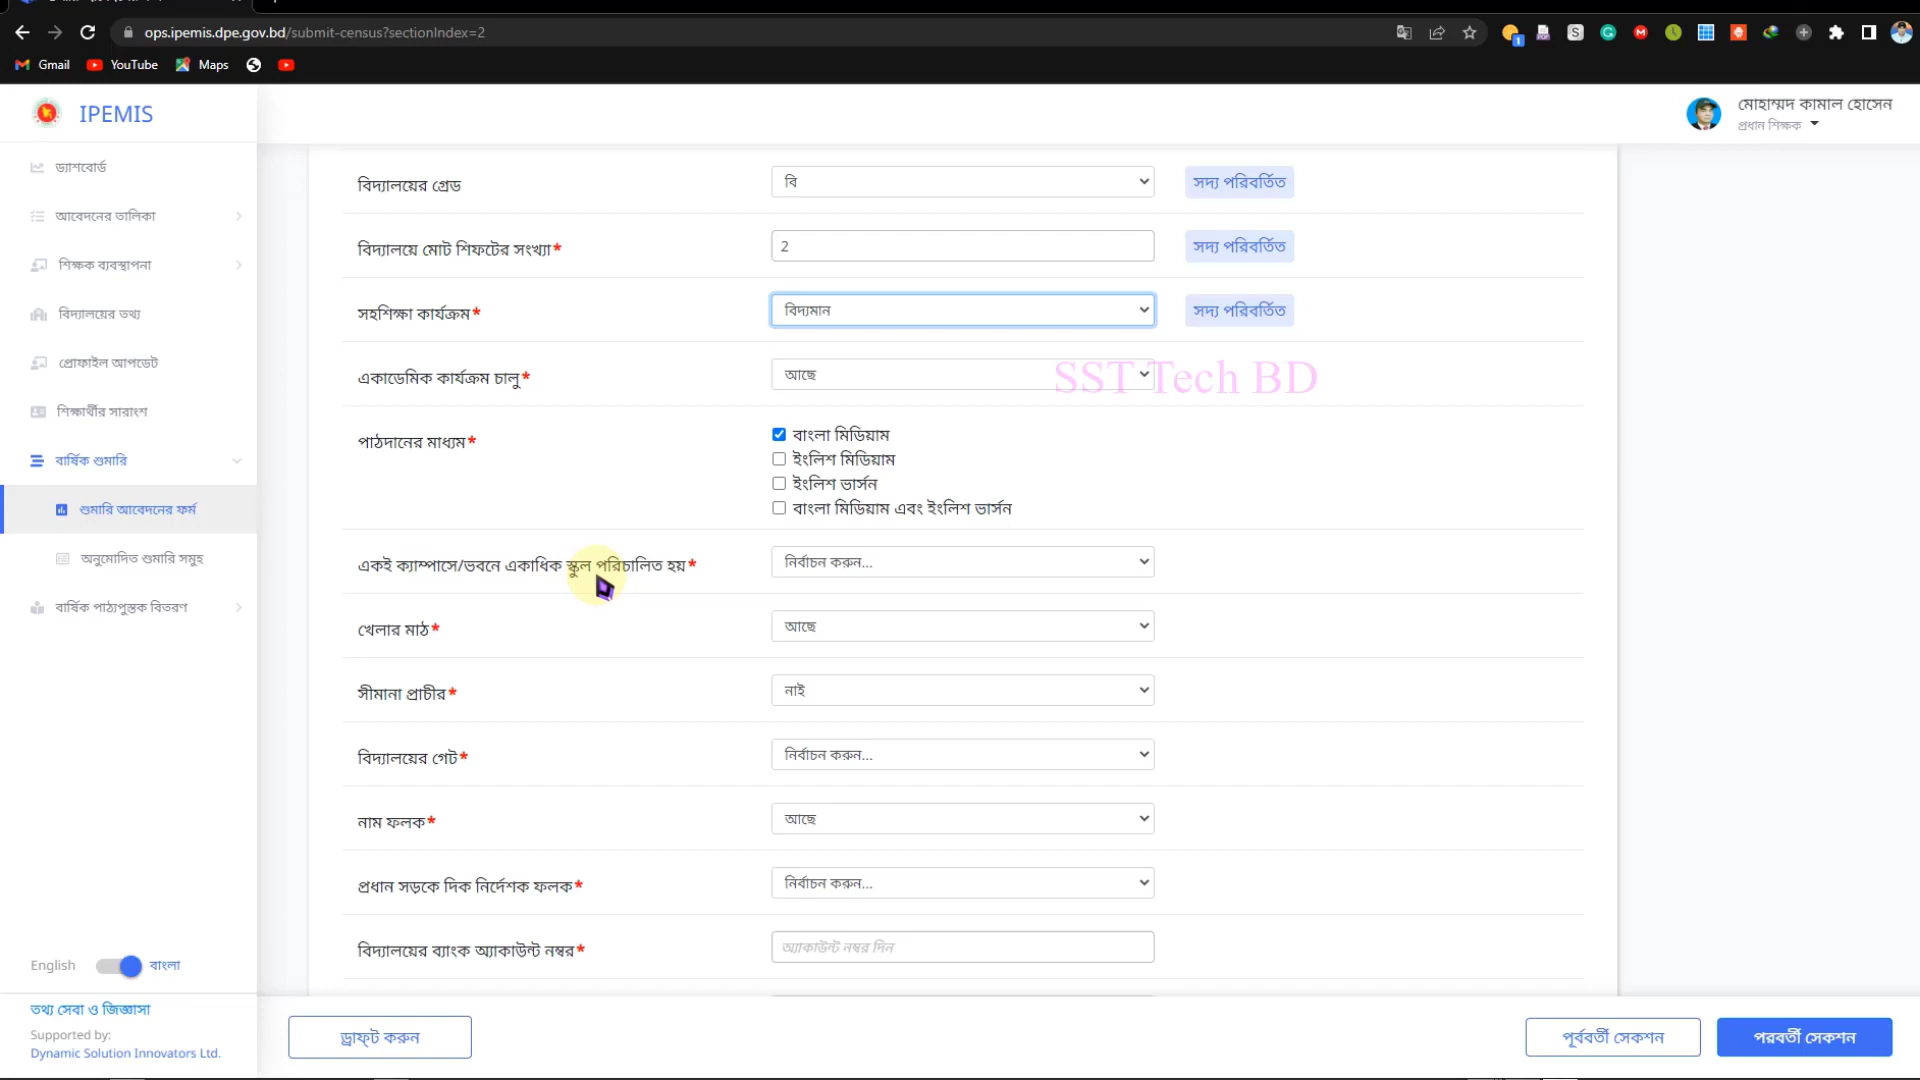 ops.ipemis.dpe.gov.bd/submit-census?sectionIndex=2
Gmail
YouTube
Maps
IPEMIS
মোহাম্মদ কামাল হোসেন
প্রধান শিক্ষক
ড্যাশবোর্ড
আবেদনের তালিকা
শিক্ষক ব্যবস্থাপনা
বিদ্যালয়ের তথ্য
প্রোফাইল আপডেট
শিক্ষার্থীর সারাংশ
বার্ষিক শুমারি
শুমারি আবেদনের ফর্ম
অনুমোদিত শুমারি সমুহ
বার্ষিক পাঠ্যপুস্তক বিতরণ
English বাংলা
তথ্য সেবা ও জিজ্ঞাসা
Supported by:
Dynamic Solution Innovators Ltd.
বিদ্যালয়ের গ্রেড বি সদ্য পরিবর্তিত
বিদ্যালয়ে মোট শিফটের সংখ্যা* 2 সদ্য পরিবর্তিত
সহশিক্ষা কার্যক্রম* বিদ্যমান সদ্য পরিবর্তিত
একাডেমিক কার্যক্রম চালু* আছে
SST Tech BD
পাঠদানের মাধ্যম* বাংলা মিডিয়াম
ইংলিশ মিডিয়াম
ইংলিশ ভার্সন
বাংলা মিডিয়াম এবং ইংলিশ ভার্সন
একই ক্যাম্পাসে/ভবনে একাধিক স্কুল পরিচালিত হয়* নির্বাচন করুন...
খেলার মাঠ* আছে
সীমানা প্রাচীর* নাই
বিদ্যালয়ের গেট* নির্বাচন করুন...
নাম ফলক* আছে
প্রধান সড়কে দিক নির্দেশক ফলক* নির্বাচন করুন...
বিদ্যালয়ের ব্যাংক অ্যাকাউন্ট নম্বর* অ্যাকাউন্ট নম্বর দিন
ড্রাফ্ট করুন পূর্ববর্তী সেকশন পরবর্তী সেকশন